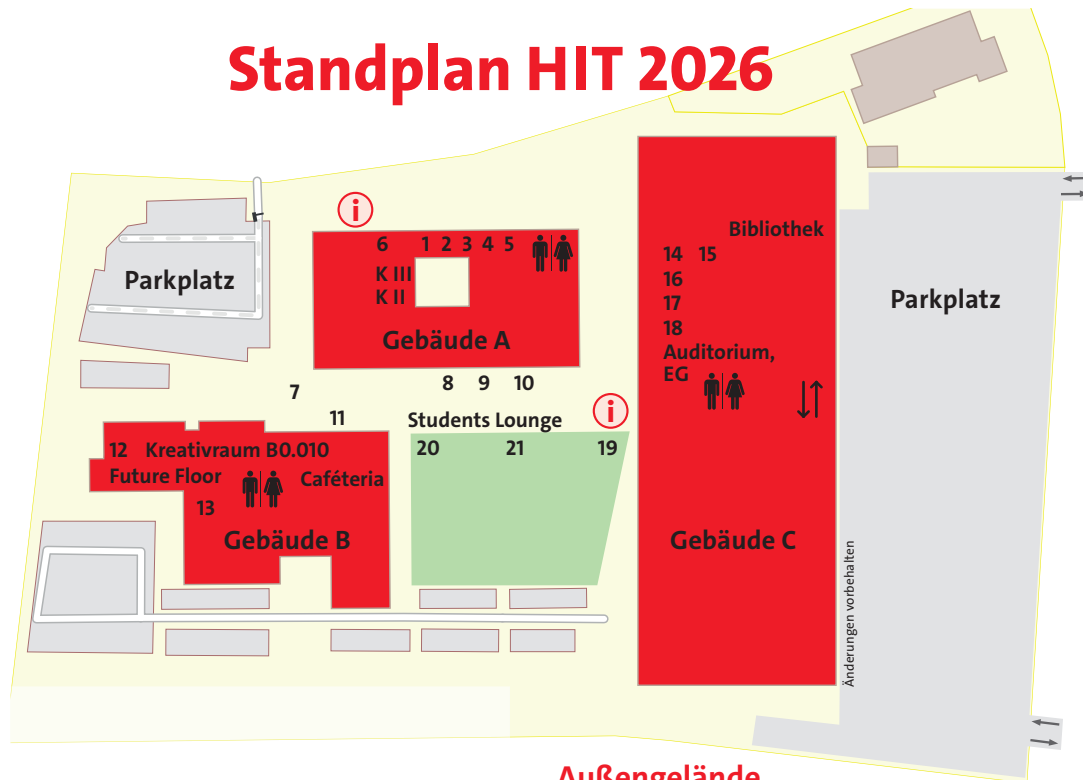 Standplan HIT 2026
i
6 1 2 3 4 5
K III
K II
Gebäude A
Parkplatz
Bibliothek
14 15
16
17
18
Auditorium,
EG
Parkplatz
7
8 9 10
11
Students Lounge
i
20 21 19
12 Kreativraum B0.010
Future Floor
Caféteria
13
Gebäude B
Gebäude C
Änderungen vorbehalten
Außengelände